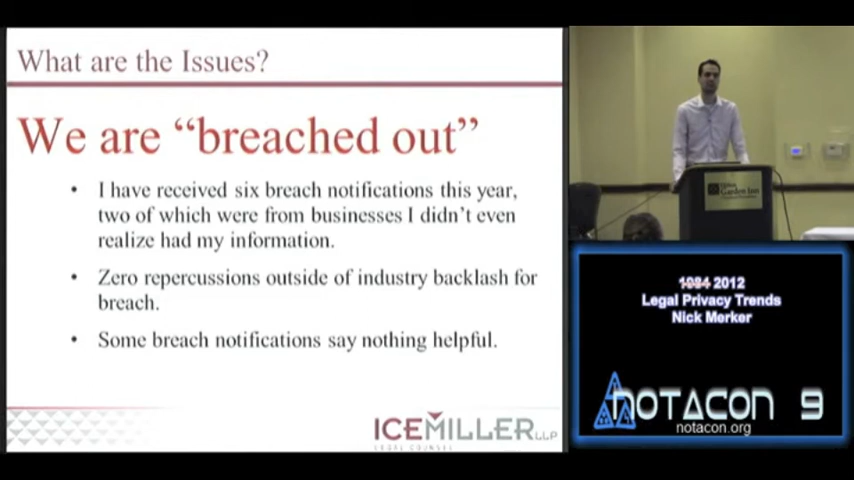 What are the Issues?
We are “breached out”
• I have received six breach notifications this year,
two of which were from businesses I didn’t even
realize had my information.
• Zero repercussions outside of industry backlash for
breach.
• Some breach notifications say nothing helpful.
ICEMILLER LLP
LEGAL COUNSEL
Garden Inn
1984 2012
Legal Privacy Trends
Nick Merker
NOTACON 9
notacon.org